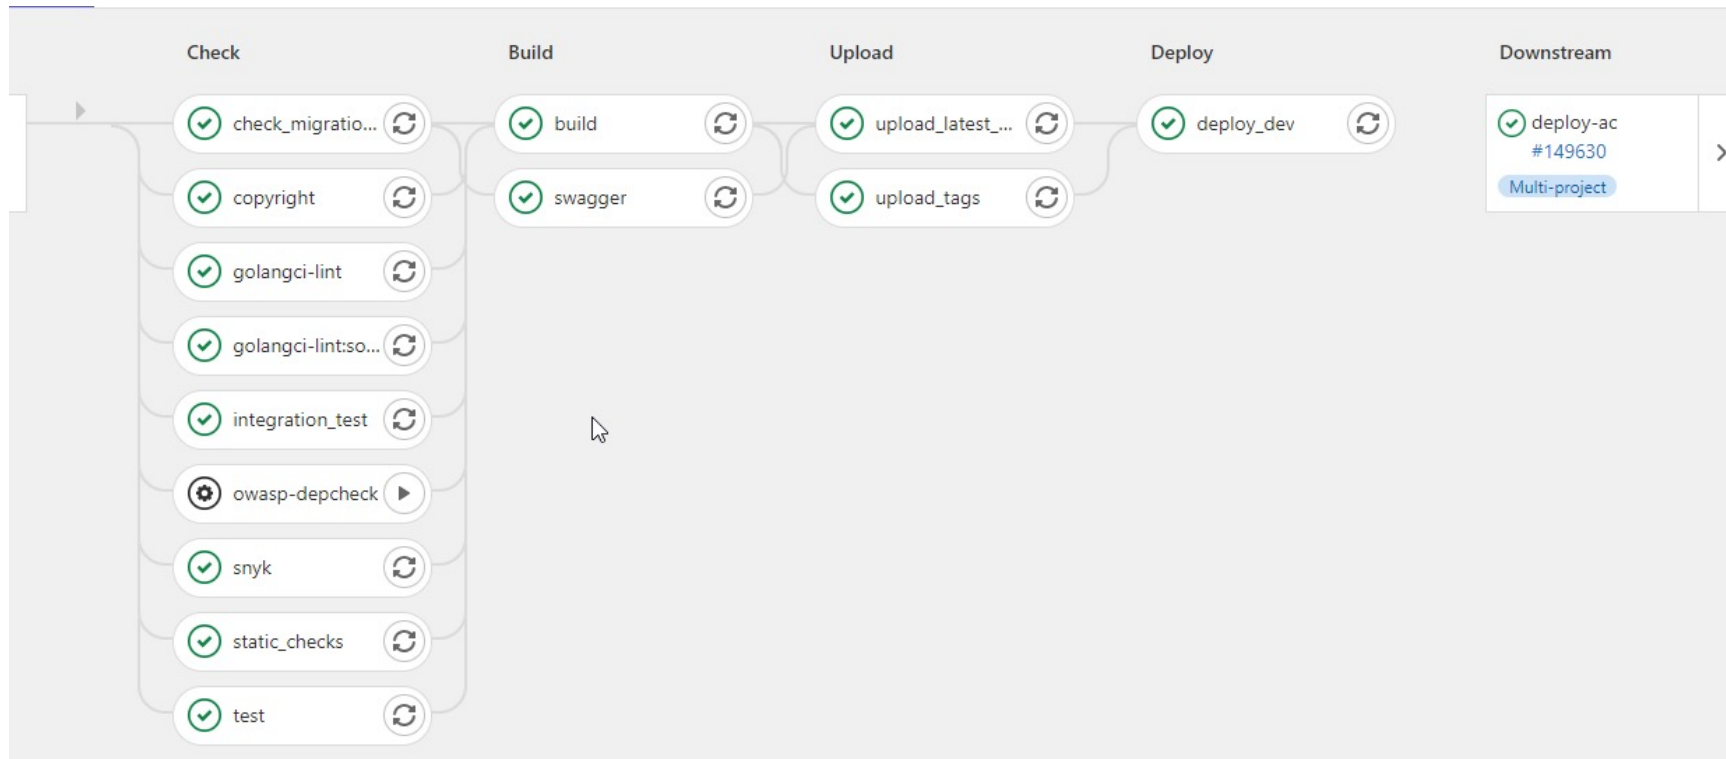 Check
Build
Upload
Deploy
Downstream
check_migratio...
copyright
golangci-lint
golangci-lint:so...
integration_test
owasp-depcheck
snyk
static_checks
test
build
swagger
upload_latest_...
upload_tags
deploy_dev
deploy-ac
#149630
Multi-project